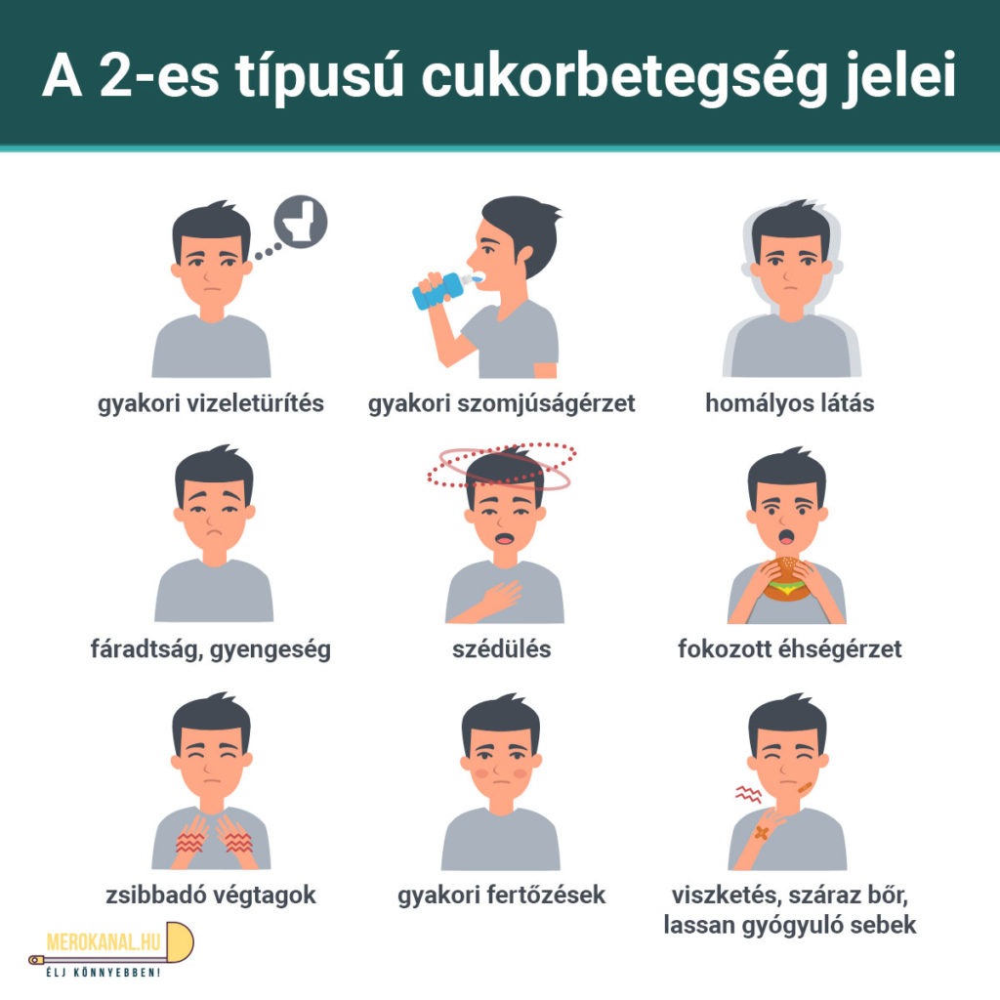 A 2-es típusú cukorbetegség jelei
gyakori vizeletürítés
gyakori szomjúságérzet
homályos látás
fáradtság, gyengeség
szédülés
fokozott éhségérzet
zsibbadó végtagok
gyakori fertőzések
viszketés, száraz bőr,
lassan gyógyuló sebek
MEROKANAL.HU
ÉLJ KÖNNYEBBEN!